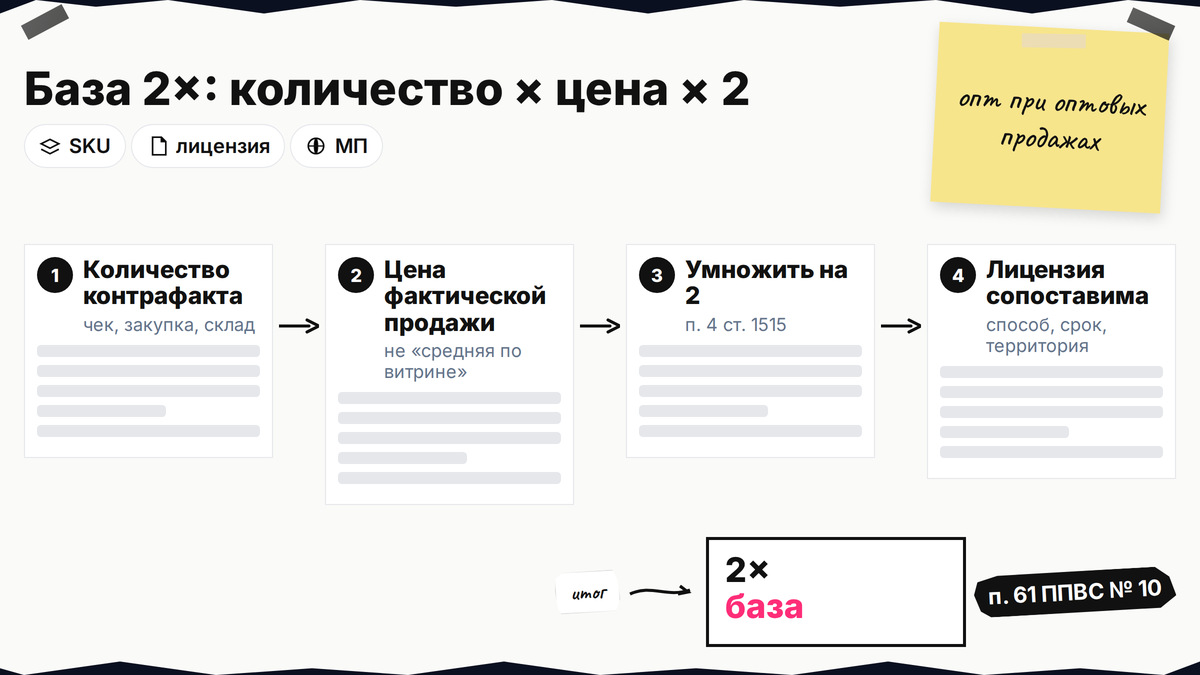 База 2×: количество × цена × 2
SKU
лицензия
МП
опт при оптовых
продажах
1
Количество
контрафакта
чек, закупка, склад
2
Цена
фактической
продажи
не «средняя по
витрине»
3
Умножить на
2
п. 4 ст. 1515
4
Лицензия
сопоставима
способ, срок,
территория
итог
2×
база
п. 61 ППВС № 10